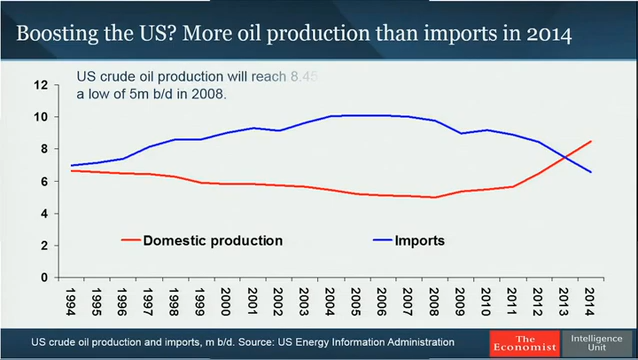 Boosting the US? More oil production than imports in 2014
US crude oil production will reach 8.45
a low of 5m b/d in 2008.
12
10
8
6
4
2
0
Domestic production
Imports
1994
1995
1996
1997
1998
1999
2000
2001
2002
2003
2004
2005
2006
2007
2008
2009
2010
2011
2012
2013
2014
US crude oil production and imports, m b/d. Source: US Energy Information Administration
The
Economist
Intelligence
Unit